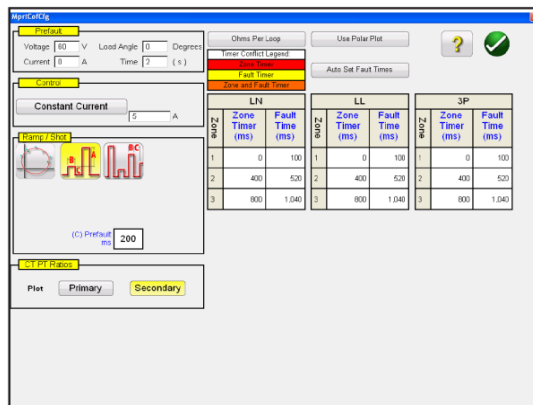 MprtCofCfg
Prefault
Voltage 60 V Load Angle 0 Degrees
Current 0 A Time 2 ( s )
Control
Constant Current
5 A
Ramp / Shot
A
B
C
B C
A
(C) Prefault
ms 200
CT PT Ratios
Plot Primary Secondary
Ohms Per Loop
Use Polar Plot
?
Timer Conflict Legend:
Zone Timer
Fault Timer
Zone and Fault Timer
Auto Set Fault Times
LN
Zone Zone Timer (ms) Fault Time (ms)
1 0 100
2 400 520
3 800 1,040
LL
Zone Zone Timer (ms) Fault Time (ms)
1 0 100
2 400 520
3 800 1,040
3P
Zone Zone Timer (ms) Fault Time (ms)
1 0 100
2 400 520
3 800 1,040